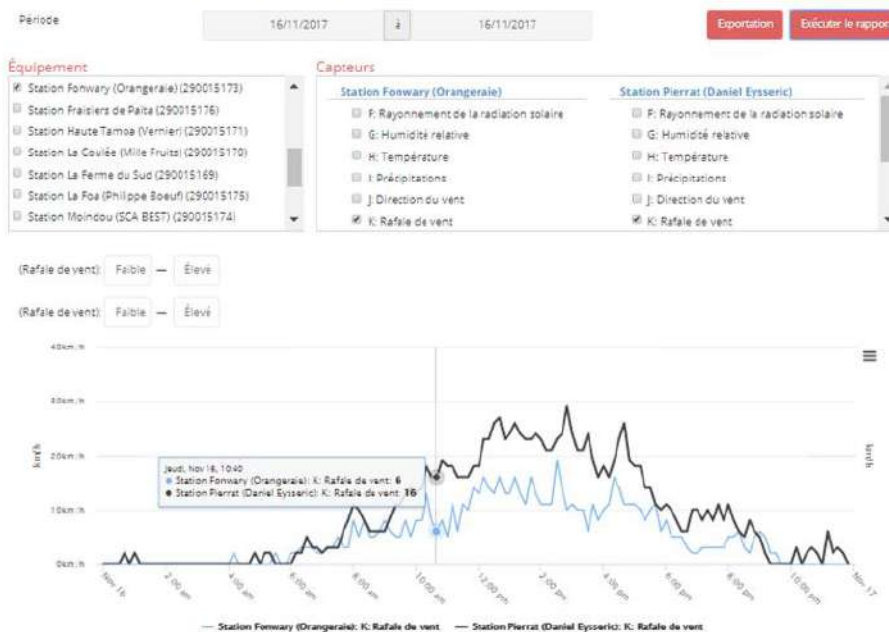 Période
16/11/2017 à 16/11/2017
Exportation
Exécuter le rapport
Équipement
Station Fonwary (Orangeraie) (290015173)
Station Fraisiers de Païta (290015176)
Station Haute Tamoa (Vernier) (290015171)
Station La Coulée (Mille Fruits) (290015170)
Station La Ferme du Sud (290015169)
Station La Foa (Philippe Boeuf) (290015175)
Station Moindou (SCA BEST) (290015174)
Capteurs
Station Fonwary (Orangeraie)
F: Rayonnement de la radiation solaire
G: Humidité relative
H: Température
I: Précipitations
J: Direction du vent
K: Rafale de vent
Station Pierrat (Daniel Eysseric)
F: Rayonnement de la radiation solaire
G: Humidité relative
H: Température
I: Précipitations
J: Direction du vent
K: Rafale de vent
(Rafale de vent): Faible — Élevé
(Rafale de vent): Faible — Élevé
40km/h
30km/h
20km/h
10km/h
0km/h
km/h
km/h
Jeudi, Nov 16, 10:40
Station Fonwary (Orangeraie): K: Rafale de vent: 6
Station Pierrat (Daniel Eysseric): K: Rafale de vent: 16
Nov 16
2:00 am
4:00 am
6:00 am
8:00 am
10:00 am
12:00 pm
2:00 pm
4:00 pm
6:00 pm
8:00 pm
10:00 pm
Nov 17
Station Fonwary (Orangeraie): K: Rafale de vent
Station Pierrat (Daniel Eysseric): K: Rafale de vent